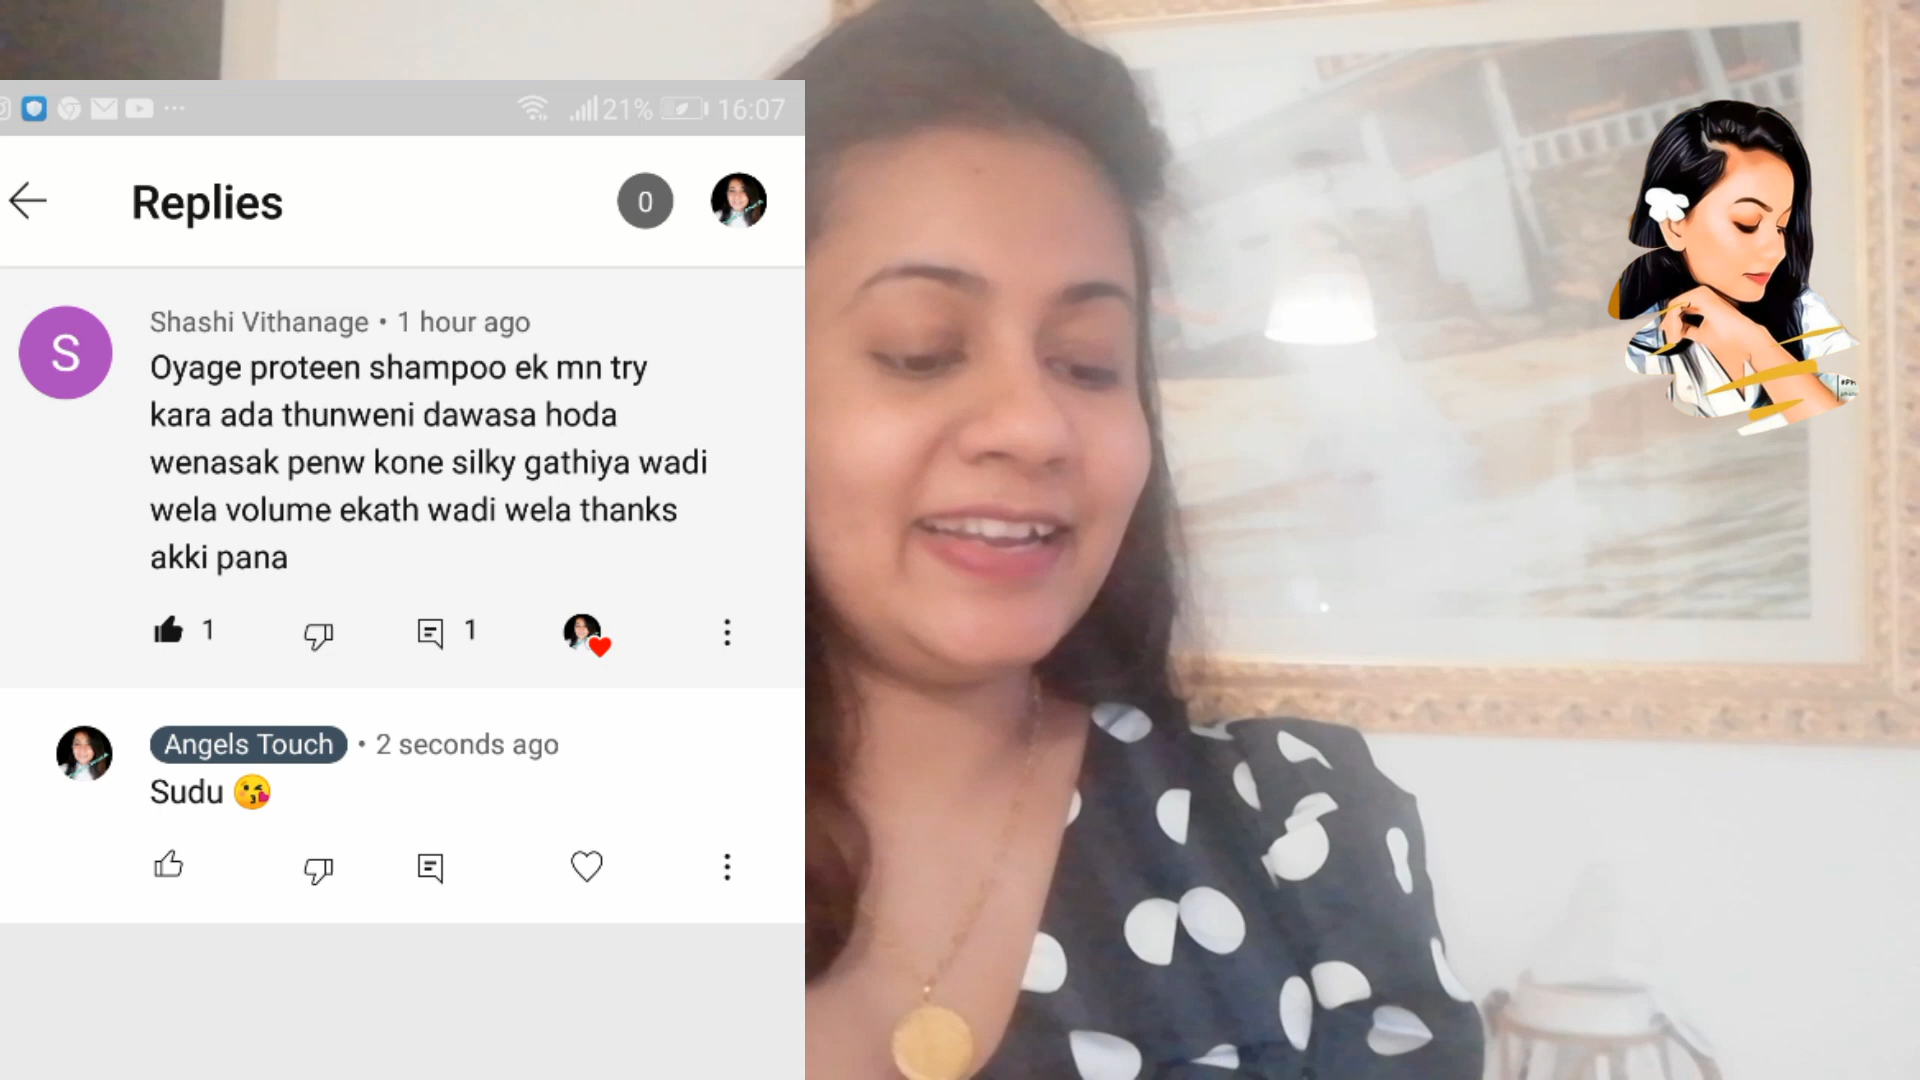 21% 16:07
Replies
0
S
Shashi Vithanage • 1 hour ago
Oyage proteen shampoo ek mn try
kara ada thunweni dawasa hoda
wenasak penw kone silky gathiya wadi
wela volume ekath wadi wela thanks
akki pana
1 1
Angels Touch • 2 seconds ago
Sudu 😘